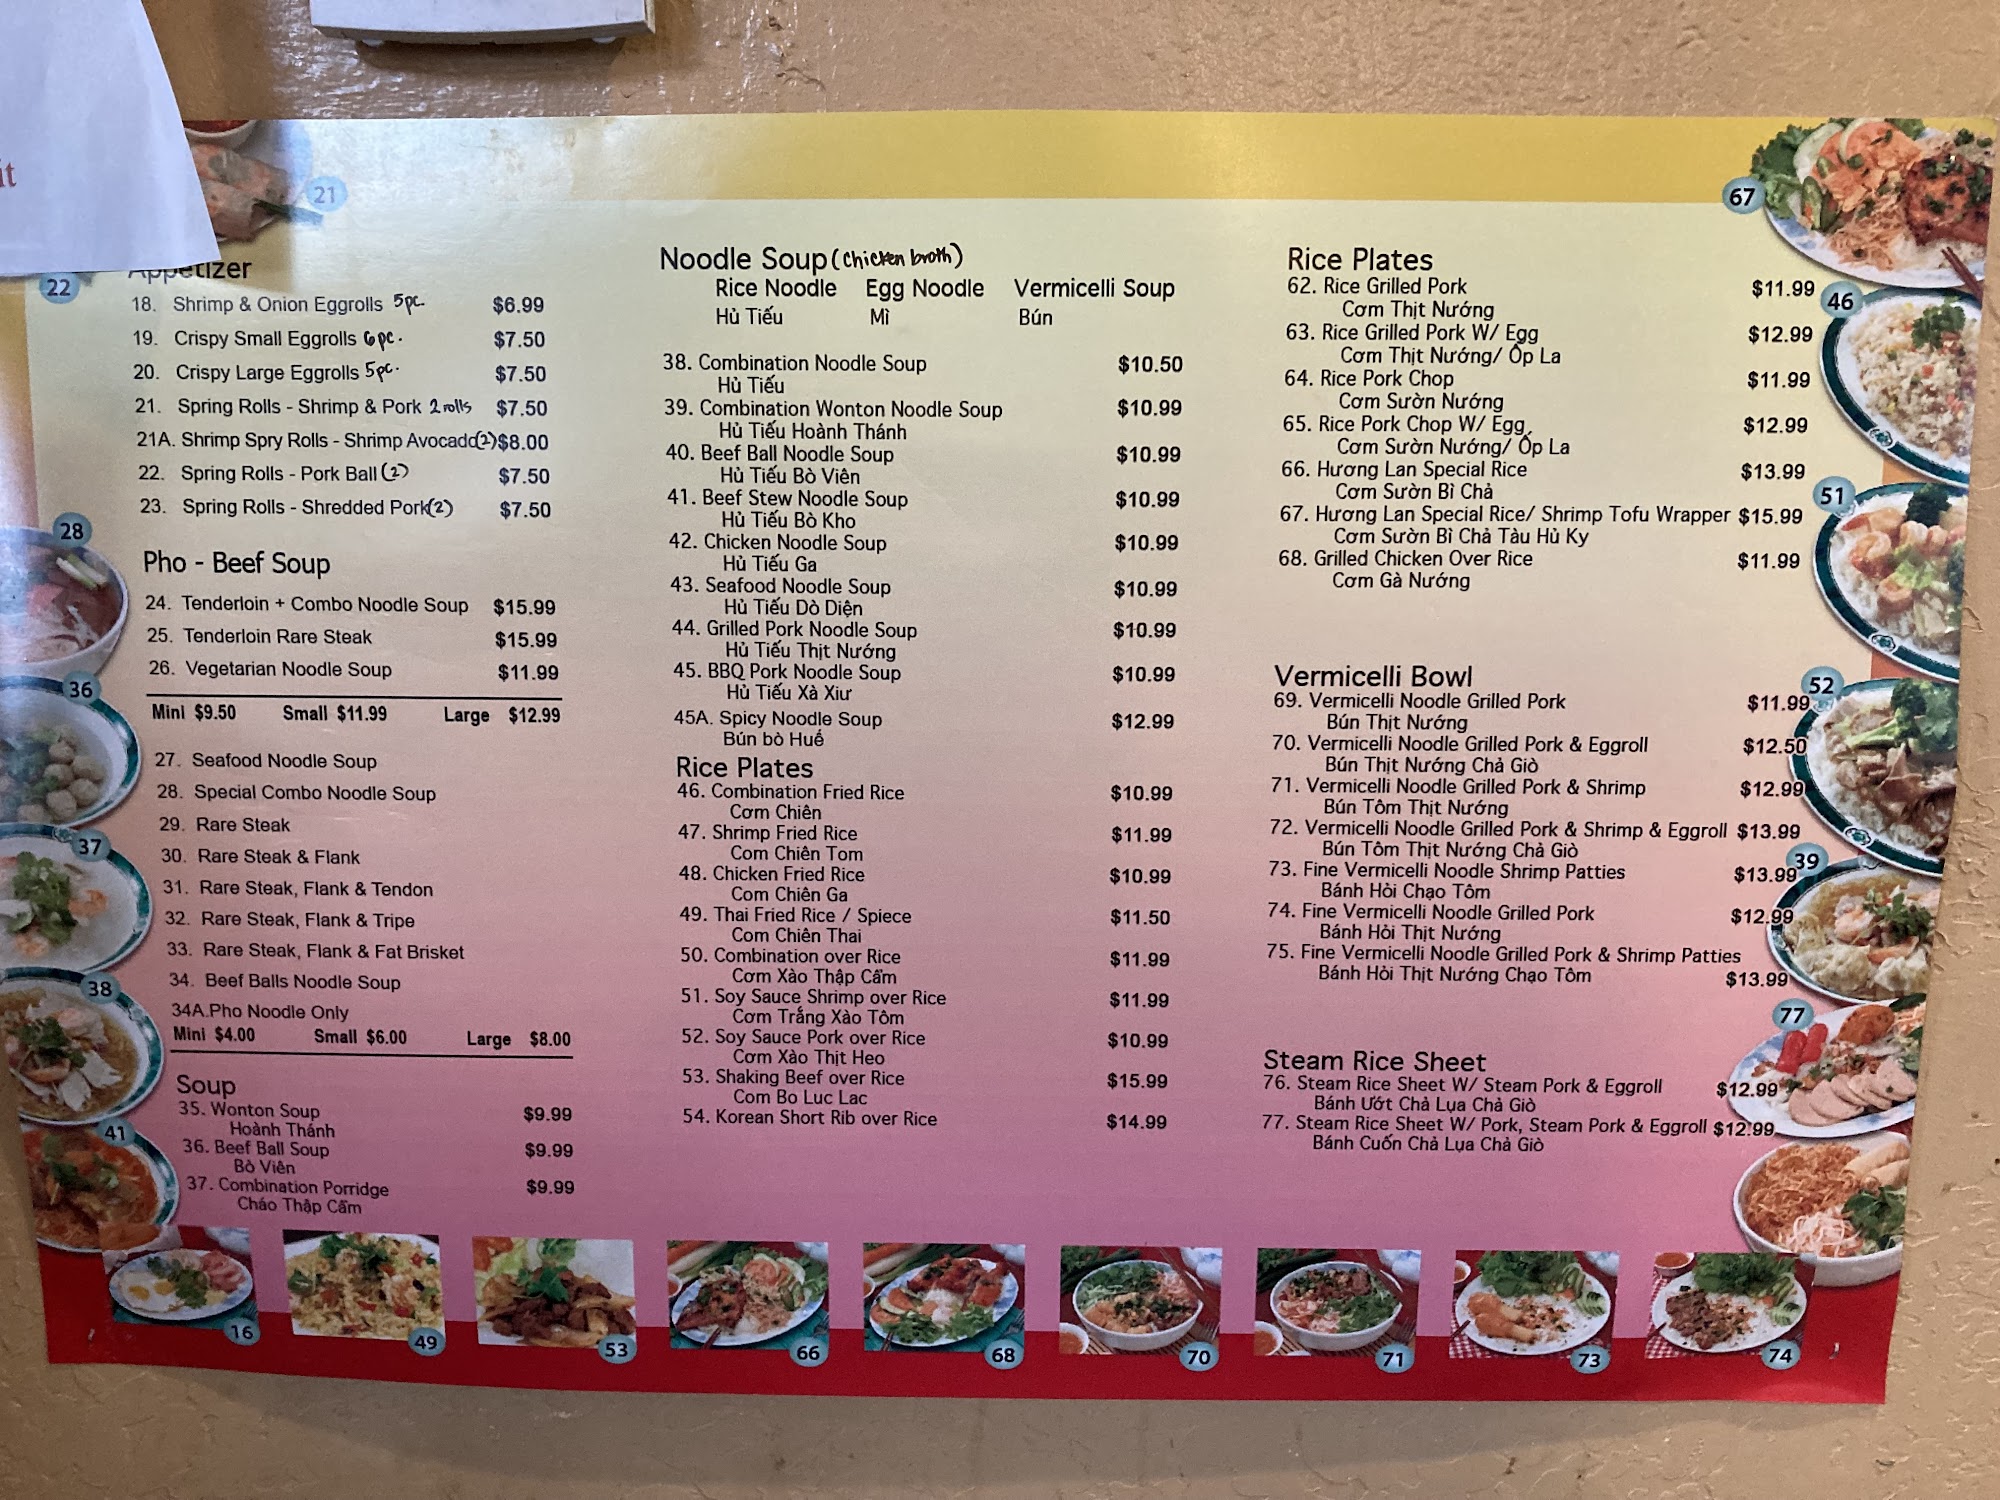 it
21
22
Appetizer
18. Shrimp & Onion Eggrolls 5pc. $6.99
19. Crispy Small Eggrolls 6pc. $7.50
20. Crispy Large Eggrolls 5pc. $7.50
21. Spring Rolls - Shrimp & Pork 2 rolls $7.50
21A. Shrimp Spry Rolls - Shrimp Avocado (2) $8.00
22. Spring Rolls - Pork Ball (2) $7.50
23. Spring Rolls - Shredded Pork (2) $7.50
28
Pho - Beef Soup
24. Tenderloin + Combo Noodle Soup $15.99
25. Tenderloin Rare Steak $15.99
26. Vegetarian Noodle Soup $11.99
36
Mini $9.50 Small $11.99 Large $12.99
27. Seafood Noodle Soup
28. Special Combo Noodle Soup
29. Rare Steak
37
30. Rare Steak & Flank
31. Rare Steak, Flank & Tendon
32. Rare Steak, Flank & Tripe
33. Rare Steak, Flank & Fat Brisket
34. Beef Balls Noodle Soup
38
34A.Pho Noodle Only
Mini $4.00 Small $6.00 Large $8.00
Soup
35. Wonton Soup $9.99
Hoành Thánh
41
36. Beef Ball Soup $9.99
Bò Viên
37. Combination Porridge $9.99
Cháo Thập Cẩm
Noodle Soup (chicken broth)
Rice Noodle Egg Noodle Vermicelli Soup
Hủ Tiếu Mì Bún
38. Combination Noodle Soup $10.50
Hủ Tiếu
39. Combination Wonton Noodle Soup $10.99
Hủ Tiếu Hoành Thánh
40. Beef Ball Noodle Soup $10.99
Hủ Tiếu Bò Viên
41. Beef Stew Noodle Soup $10.99
Hủ Tiếu Bò Kho
42. Chicken Noodle Soup $10.99
Hủ Tiếu Ga
43. Seafood Noodle Soup $10.99
Hủ Tiếu Dò Diện
44. Grilled Pork Noodle Soup $10.99
Hủ Tiếu Thịt Nướng
45. BBQ Pork Noodle Soup $10.99
Hủ Tiếu Xà Xiư
45A. Spicy Noodle Soup $12.99
Bún bò Huế
Rice Plates
46. Combination Fried Rice $10.99
Cơm Chiên
47. Shrimp Fried Rice $11.99
Com Chiên Tom
48. Chicken Fried Rice $10.99
Com Chiên Ga
49. Thai Fried Rice / Spiece $11.50
Com Chiên Thai
50. Combination over Rice $11.99
Cơm Xào Thập Cẩm
51. Soy Sauce Shrimp over Rice $11.99
Cơm Trắng Xào Tôm
52. Soy Sauce Pork over Rice $10.99
Cơm Xào Thịt Heo
53. Shaking Beef over Rice $15.99
Com Bo Luc Lac
54. Korean Short Rib over Rice $14.99
67
Rice Plates
62. Rice Grilled Pork $11.99
Cơm Thịt Nướng
46
63. Rice Grilled Pork W/ Egg $12.99
Cơm Thịt Nướng/ Ốp La
64. Rice Pork Chop $11.99
Cơm Sườn Nướng
65. Rice Pork Chop W/ Egg $12.99
Cơm Sườn Nướng/ Ốp La
66. Hương Lan Special Rice $13.99
Cơm Sườn Bì Chả
51
67. Hương Lan Special Rice/ Shrimp Tofu Wrapper $15.99
Cơm Sườn Bì Chả Tàu Hủ Ky
68. Grilled Chicken Over Rice $11.99
Cơm Gà Nướng
Vermicelli Bowl
52
69. Vermicelli Noodle Grilled Pork $11.99
Bún Thịt Nướng
70. Vermicelli Noodle Grilled Pork & Eggroll $12.50
Bún Thịt Nướng Chả Giò
71. Vermicelli Noodle Grilled Pork & Shrimp $12.99
Bún Tôm Thịt Nướng
72. Vermicelli Noodle Grilled Pork & Shrimp & Eggroll $13.99
Bún Tôm Thịt Nướng Chả Giò
39
73. Fine Vermicelli Noodle Shrimp Patties $13.99
Bánh Hỏi Chạo Tôm
74. Fine Vermicelli Noodle Grilled Pork $12.99
Bánh Hỏi Thịt Nướng
75. Fine Vermicelli Noodle Grilled Pork & Shrimp Patties
Bánh Hỏi Thịt Nướng Chạo Tôm $13.99
77
Steam Rice Sheet
76. Steam Rice Sheet W/ Steam Pork & Eggroll $12.99
Bánh Ướt Chả Lụa Chả Giò
77. Steam Rice Sheet W/ Pork, Steam Pork & Eggroll $12.99
Bánh Cuốn Chả Lụa Chả Giò
16 49 53 66 68 70 71 73 74